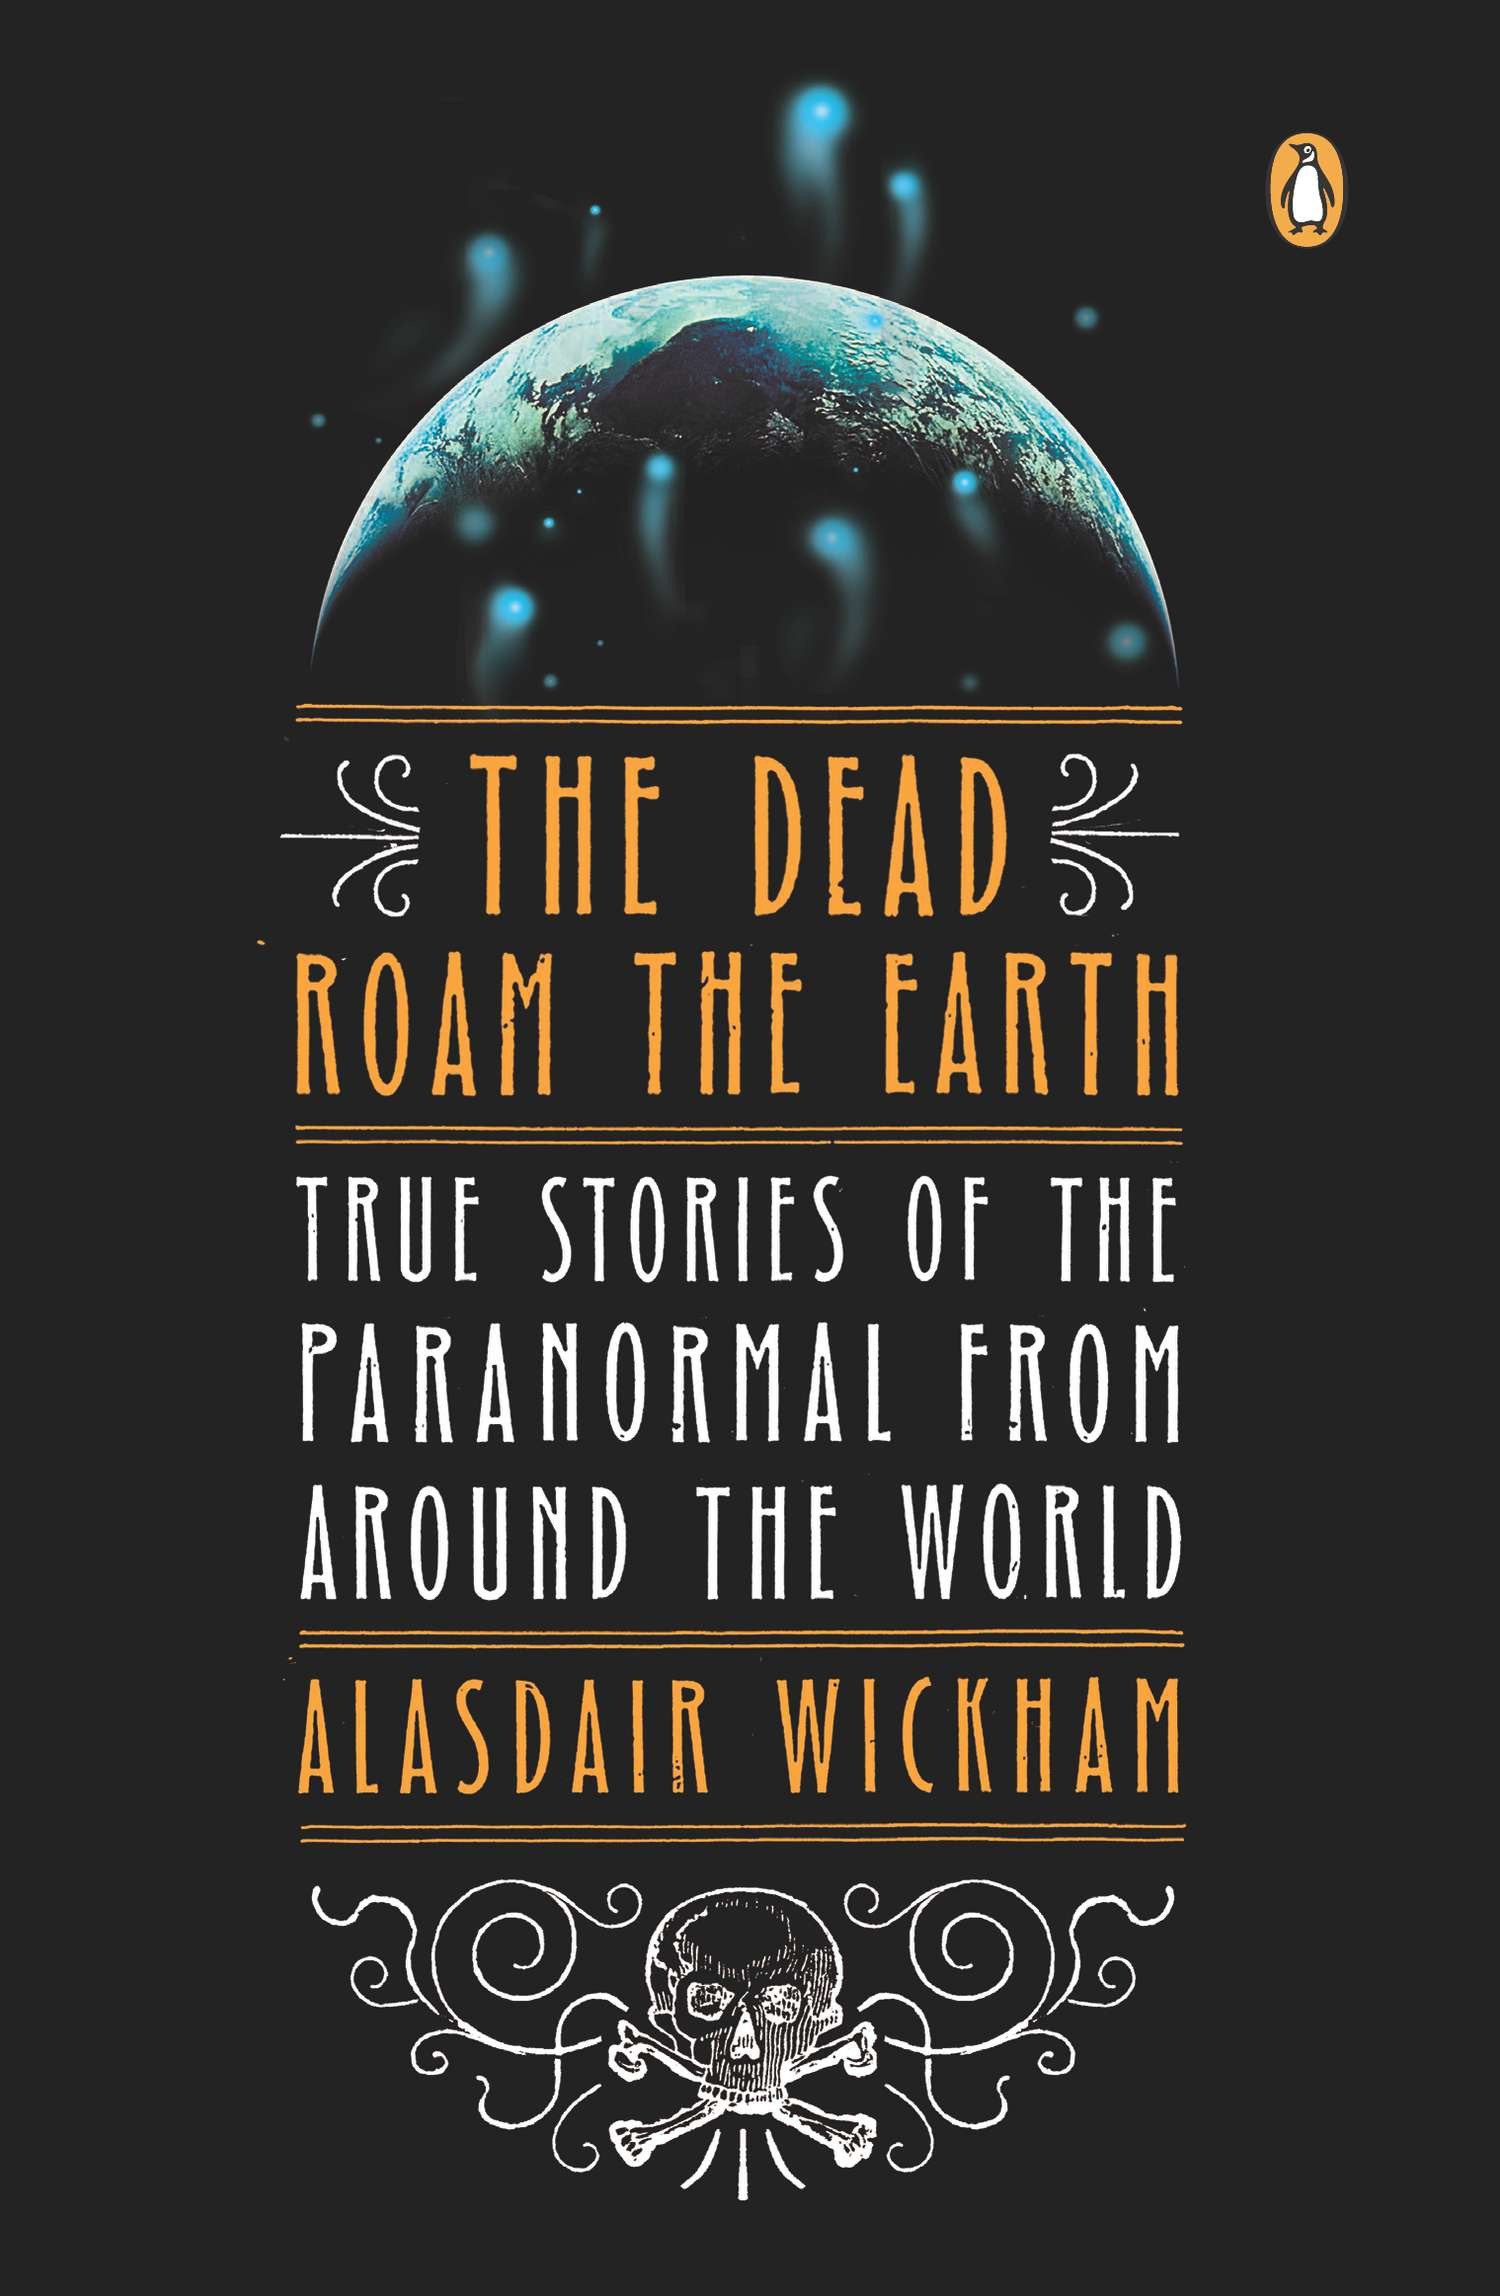 THE DEAD
ROAM THE EARTH
TRUE STORIES OF THE
PARANORMAL FROM
AROUND THE WORLD
ALASDAIR WICKHAM